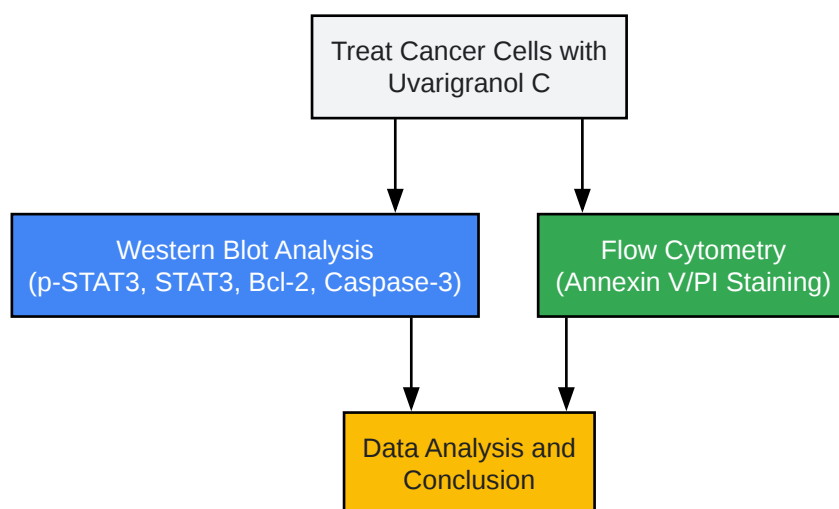 Treat Cancer Cells with
Uvarigranol C
Western Blot Analysis
(p-STAT3, STAT3, Bcl-2, Caspase-3)
Flow Cytometry
(Annexin V/PI Staining)
Data Analysis and
Conclusion